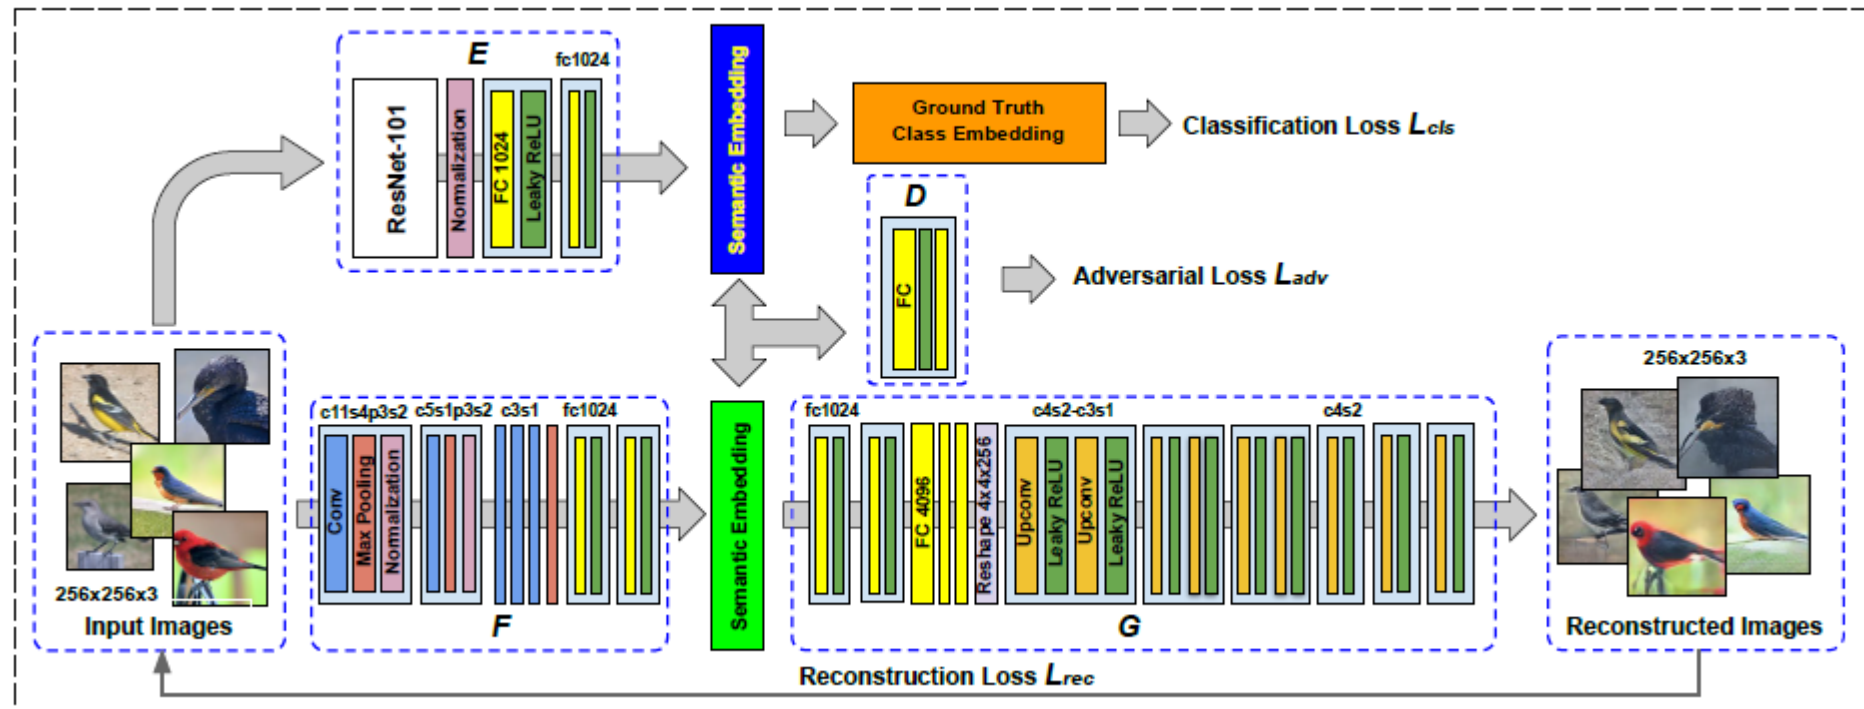 E
fc1024
ResNet-101
Normalization
FC 1024
Leaky ReLU
Semantic Embedding
Ground Truth
Class Embedding
Classification Loss Lcls
D
FC
Adversarial Loss Ladv
256x256x3
Input Images
c11s4p3s2
c5s1p3s2
c3s1
fc1024
Conv
Max Pooling
Normalization
F
Semantic Embedding
fc1024
c4s2-c3s1
c4s2
FC 4096
Reshape 4x4x256
Upconv
Leaky ReLU
Upconv
Leaky ReLU
G
256x256x3
Reconstructed Images
Reconstruction Loss Lrec